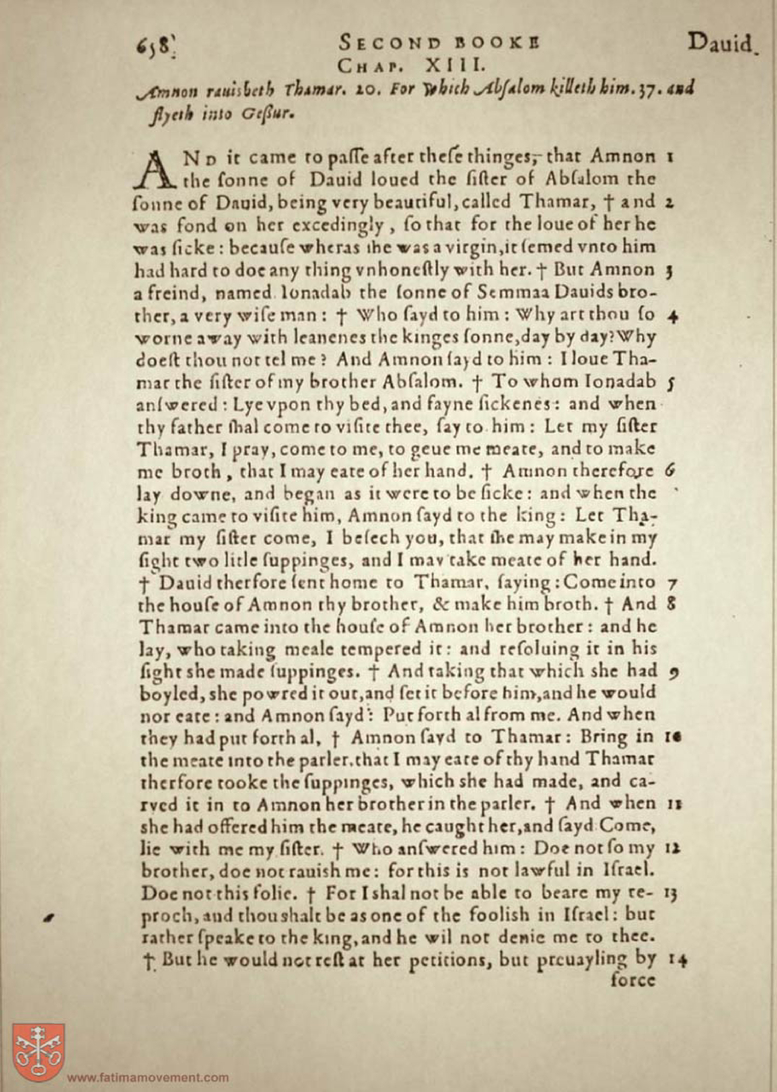 658
SECOND BOOKE
Dauid.
CHAP. XIII.
Amnon rauisheth Thamar. 20. For which Absalom killeth him. 37. and
flyeth into Geßur.
AND it came to paſſe after theſe thinges, that Amnon 1
the ſonne of Dauid loued the ſiſter of Abſalom the
ſonne of Dauid, being very beautiful, called Thamar, † and 2
was fond on her excedingly, ſo that for the loue of her he
was ſicke: becauſe wheras ſhe was a virgin, it ſemed vnto him
had hard to doe any thing vnhoneſtly with her. † But Amnon 3
a freind, named Ionadab the ſonne of Semmaa Dauids bro-
ther, a very wiſe man: † Who ſayd to him: Why art thou ſo 4
worne away with leanenes the kinges ſonne, day by day? Why
doeſt thou not tel me? And Amnon ſayd to him: I loue Tha-
mar the ſiſter of my brother Abſalom. † To whom Ionadab 5
anſwered: Lye vpon thy bed, and fayne ſickenes: and when
thy father ſhal come to viſite thee, ſay to him: Let my ſiſter
Thamar, I pray, come to me, to geue me meate, and to make
me broth, that I may eate of her hand. † Amnon therefore 6
lay downe, and began as it were to be ſicke: and when the
king came to viſite him, Amnon ſayd to the king: Let Tha-
mar my ſiſter come, I beſech you, that ſhe may make in my
ſight two litle ſuppinges, and I may take meate of her hand.
† Dauid therfore ſent home to Thamar, ſaying: Come into 7
the houſe of Amnon thy brother, & make him broth. † And 8
Thamar came into the houſe of Amnon her brother: and he
lay, who taking meale tempered it: and reſoluing it in his
ſight she made ſuppinges. † And taking that which she had 9
boyled, she powred it out, and ſet it before him, and he would
not eate: and Amnon ſayd: Put forth al from me. And when
they had put forth al, † Amnon ſayd to Thamar: Bring in 10
the meate into the parler, that I may eate of thy hand Thamar
therfore tooke the ſuppinges, which she had made, and ca-
rved it in to Amnon her brother in the parler. † And when 11
she had offered him the meate, he caught her, and ſayd Come,
lie with me my ſiſter. † Who anſwered him: Doe not ſo my 12
brother, doe not rauish me: for this is not lawful in Iſrael.
Doe not this folie. † For I shal not be able to beare my re- 13
proch, and thou shalt be as one of the foolish in Iſrael: but
rather ſpeake to the king, and he wil not denie me to thee.
† But he would not reſt at her petitions, but preuayling by 14
force
www.fatimamovement.com